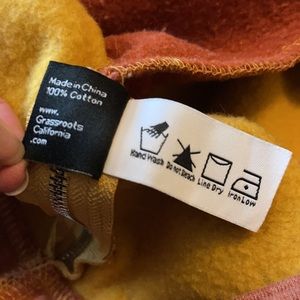 Made in China
100% Cotton
www.
Grassroots
California
.com
Hand Wash
Do Not Bleach
Line Dry
Iron Low